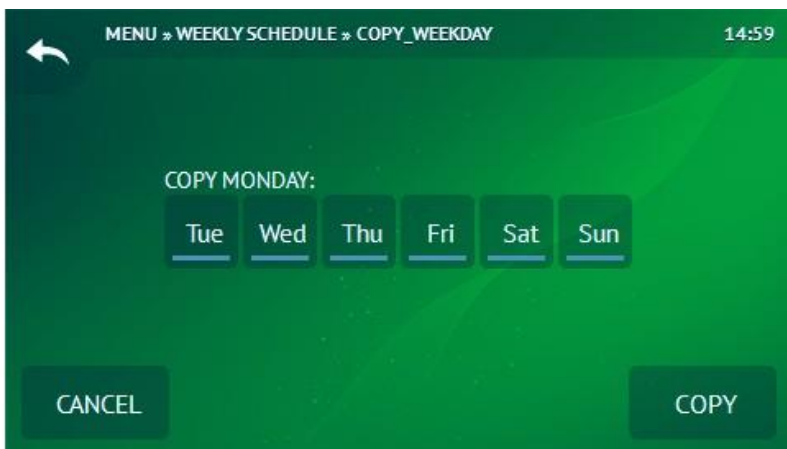 MENU » WEEKLY SCHEDULE » COPY_WEEKDAY 14:59
COPY MONDAY:
Tue Wed Thu Fri Sat Sun
CANCEL COPY